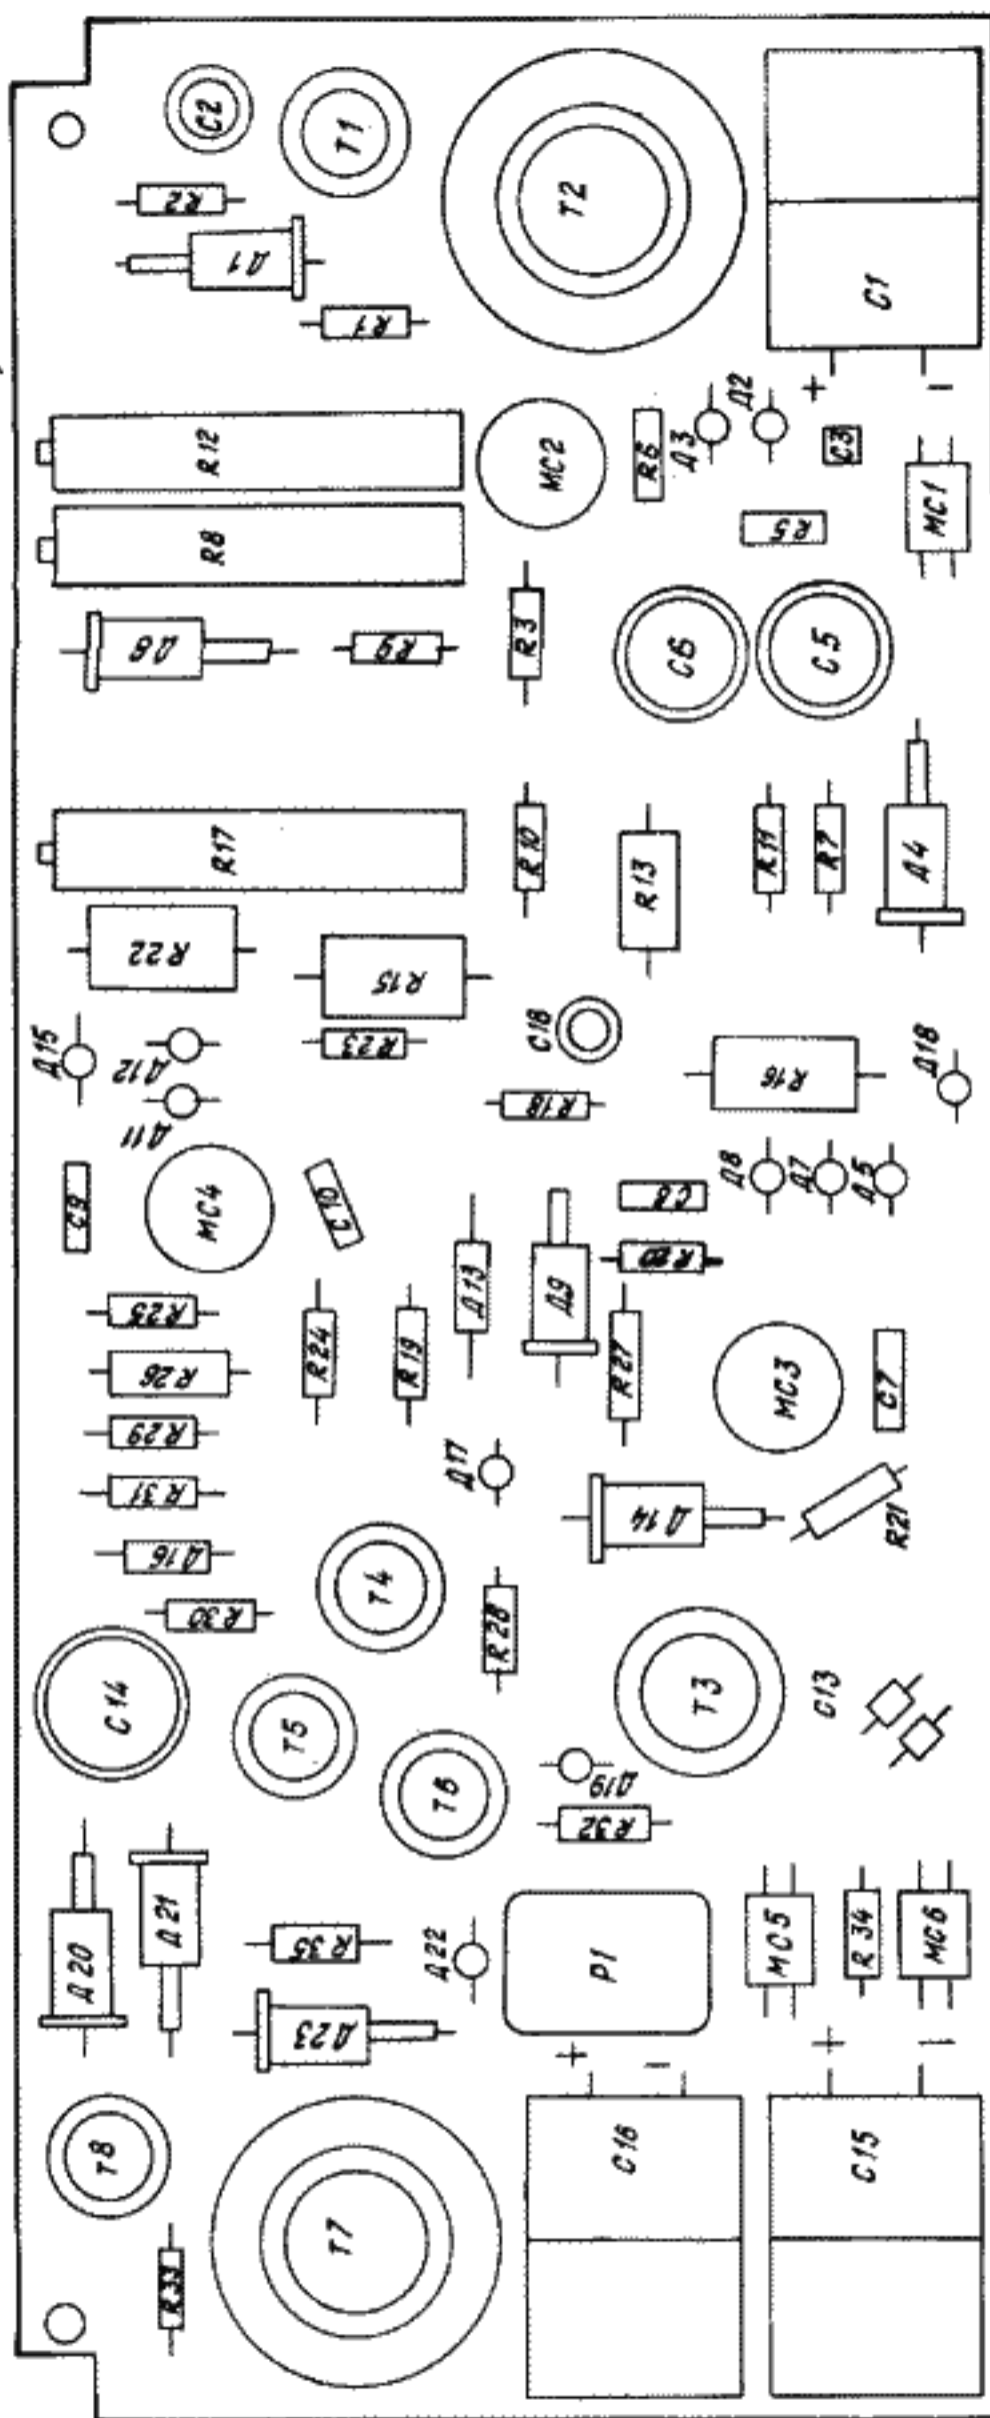 C2
T1
T2
R2
Д1
C1
R1
+
−
R12
MC2
R6
Д3
Д2
C3
MC1
R8
R5
Д6
R9
R3
C6
C5
R17
R10
R13
R11
R7
Д4
R22
R15
Д15
Д12
R23
C18
R16
Д18
Д11
R18
C9
MC4
C10
Д8
Д7
Д5
C8
R20
Д13
Д9
R25
R24
R19
R27
R26
MC3
C7
R29
Д17
R31
Д14
R21
Д16
T4
R30
R28
C14
T5
T3
C13
T6
Д19
R32
Д20
Д21
R35
Д22
P1
MC5
R34
MC6
Д23
+
−
+
−
T8
C16
C15
T7
R33